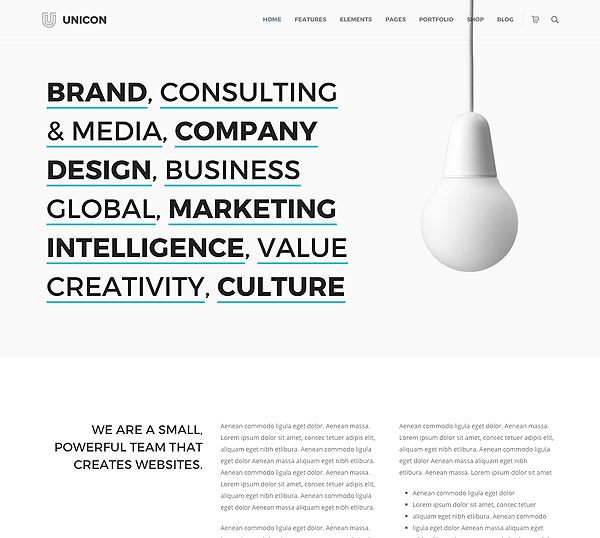 UNICON
HOME FEATURES ELEMENTS PAGES PORTFOLIO SHOP BLOG
BRAND, CONSULTING
& MEDIA, COMPANY
DESIGN, BUSINESS
GLOBAL, MARKETING
INTELLIGENCE, VALUE
CREATIVITY, CULTURE
WE ARE A SMALL,
POWERFUL TEAM THAT
CREATES WEBSITES.
Aenean commodo ligula eget dolor. Aenean massa.
Lorem ipsum dolor sit amet, consec tetuer adipis elit,
aliquam eget nibh etlibura. Aenean commodo ligula
eget dolor Aenean massa aliquam eget nibh etlibura.
Aenean commodo ligula eget dolor. Aenean massa.
Lorem ipsum dolor sit amet, consec tetuer adipis elit,
aliquam eget nibh etlibura. Aenean commodo ligula
eget dolor Aenean massa aliquam eget nibh etlibura.
Aenean commodo ligula eget dolor. Aenean massa.
Aenean commodo ligula eget dolor. Aenean massa.
Lorem ipsum dolor sit amet, consec tetuer adipis elit,
aliquam eget nibh etlibura. Aenean commodo ligula
eget dolor Aenean massa aliquam eget nibh
etlibura. Lorem ipsum dolor sit amet
• Aenean commodo ligula eget dolor
• Lorem ipsum dolor sit amet, consec tetuer
• aliquam eget nibh etlibura. Aenean commodo
• ligula eget dolor Aenean massa aliquam eget